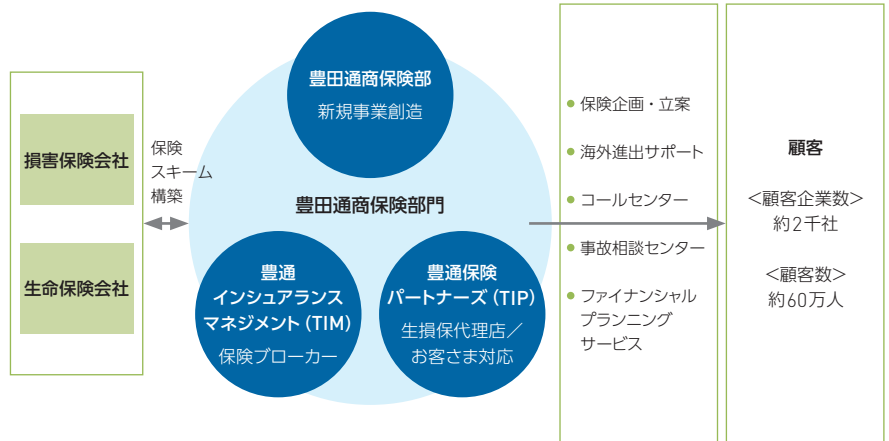 損害保険会社
生命保険会社
保険
スキーム
構築
豊田通商保険部
新規事業創造
豊田通商保険部門
豊通
インシュアランス
マネジメント（TIM）
保険ブローカー
豊通保険
パートナーズ（TIP）
生損保代理店／
お客さま対応
● 保険企画・立案
● 海外進出サポート
● コールセンター
● 事故相談センター
● ファイナンシャル
プランニング
サービス
顧客
＜顧客企業数＞
約2千社
＜顧客数＞
約60万人